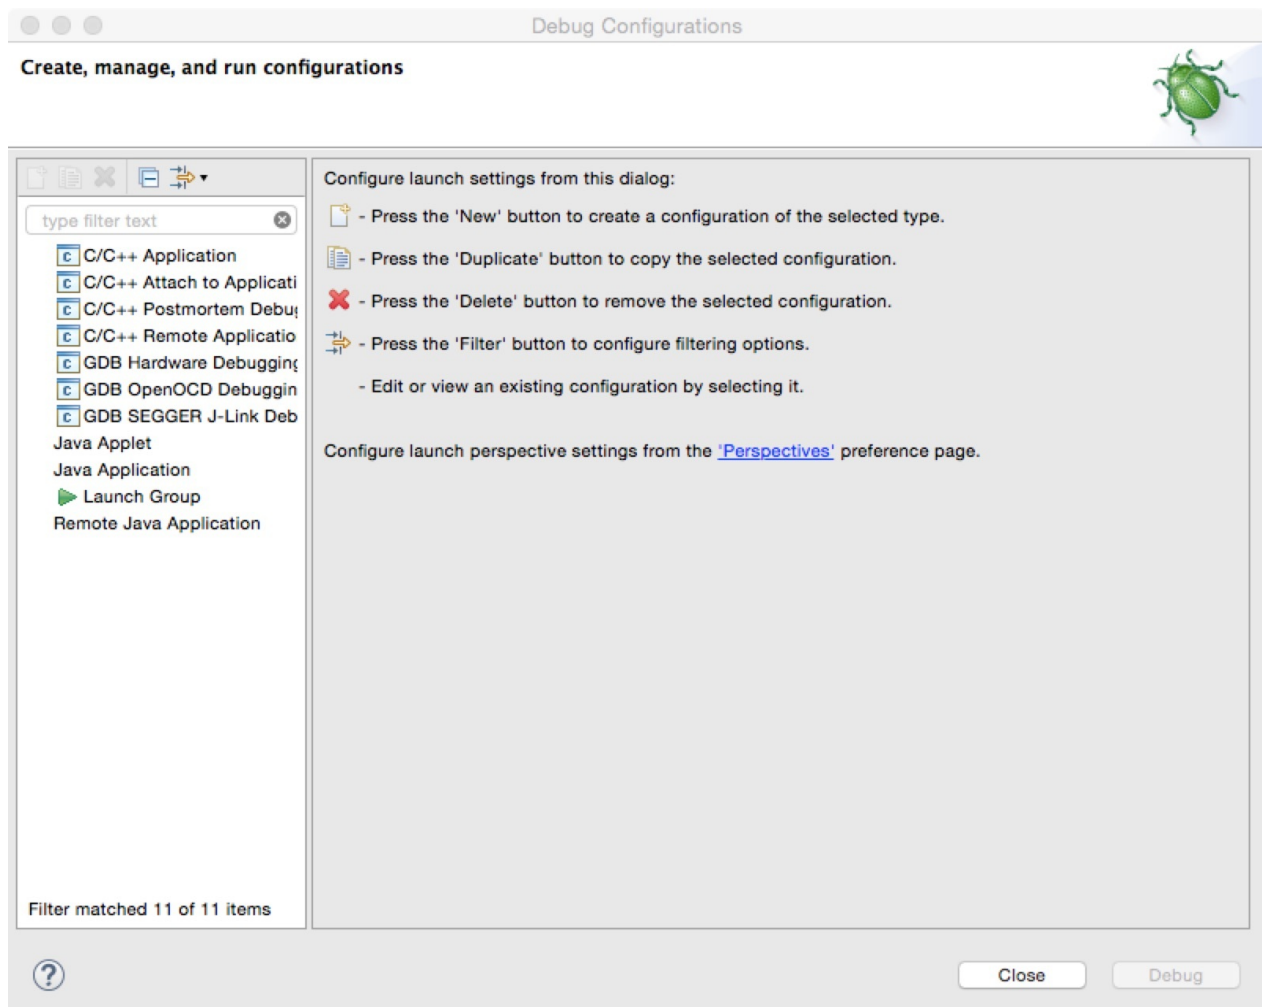 Debug Configurations
Create, manage, and run configurations
type filter text
C/C++ Application
C/C++ Attach to Applicati
C/C++ Postmortem Debug
C/C++ Remote Applicatio
GDB Hardware Debugging
GDB OpenOCD Debuggin
GDB SEGGER J-Link Deb
Java Applet
Java Application
Launch Group
Remote Java Application
Filter matched 11 of 11 items
Configure launch settings from this dialog:
- Press the 'New' button to create a configuration of the selected type.
- Press the 'Duplicate' button to copy the selected configuration.
- Press the 'Delete' button to remove the selected configuration.
- Press the 'Filter' button to configure filtering options.
- Edit or view an existing configuration by selecting it.
Configure launch perspective settings from the 'Perspectives' preference page.
?
Close
Debug